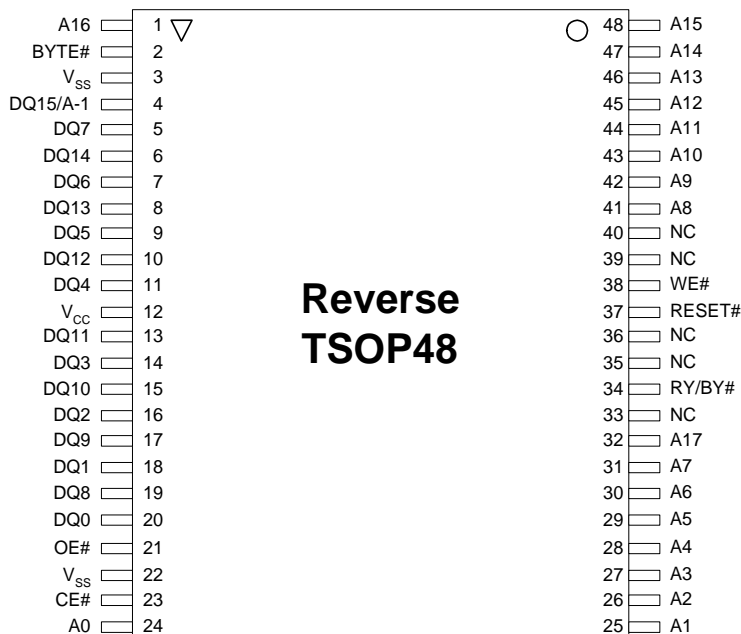 A16 1 48 A15
BYTE# 2 47 A14
VSS 3 46 A13
DQ15/A-1 4 45 A12
DQ7 5 44 A11
DQ14 6 43 A10
DQ6 7 42 A9
DQ13 8 41 A8
DQ5 9 40 NC
DQ12 10 39 NC
DQ4 11 38 WE#
VCC 12 37 RESET#
DQ11 13 36 NC
DQ3 14 35 NC
DQ10 15 34 RY/BY#
DQ2 16 33 NC
DQ9 17 32 A17
DQ1 18 31 A7
DQ8 19 30 A6
DQ0 20 29 A5
OE# 21 28 A4
VSS 22 27 A3
CE# 23 26 A2
A0 24 25 A1
Reverse
TSOP48